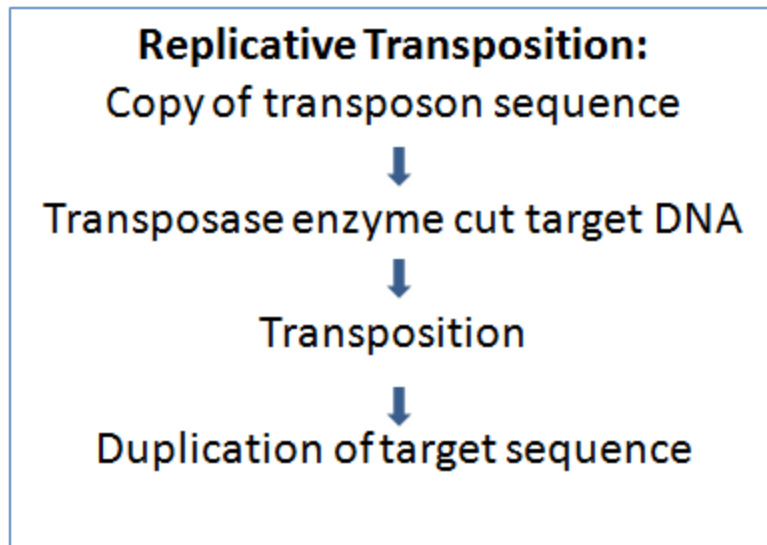 Replicative Transposition:
Copy of transposon sequence
Transposase enzyme cut target DNA
Transposition
Duplication of target sequence